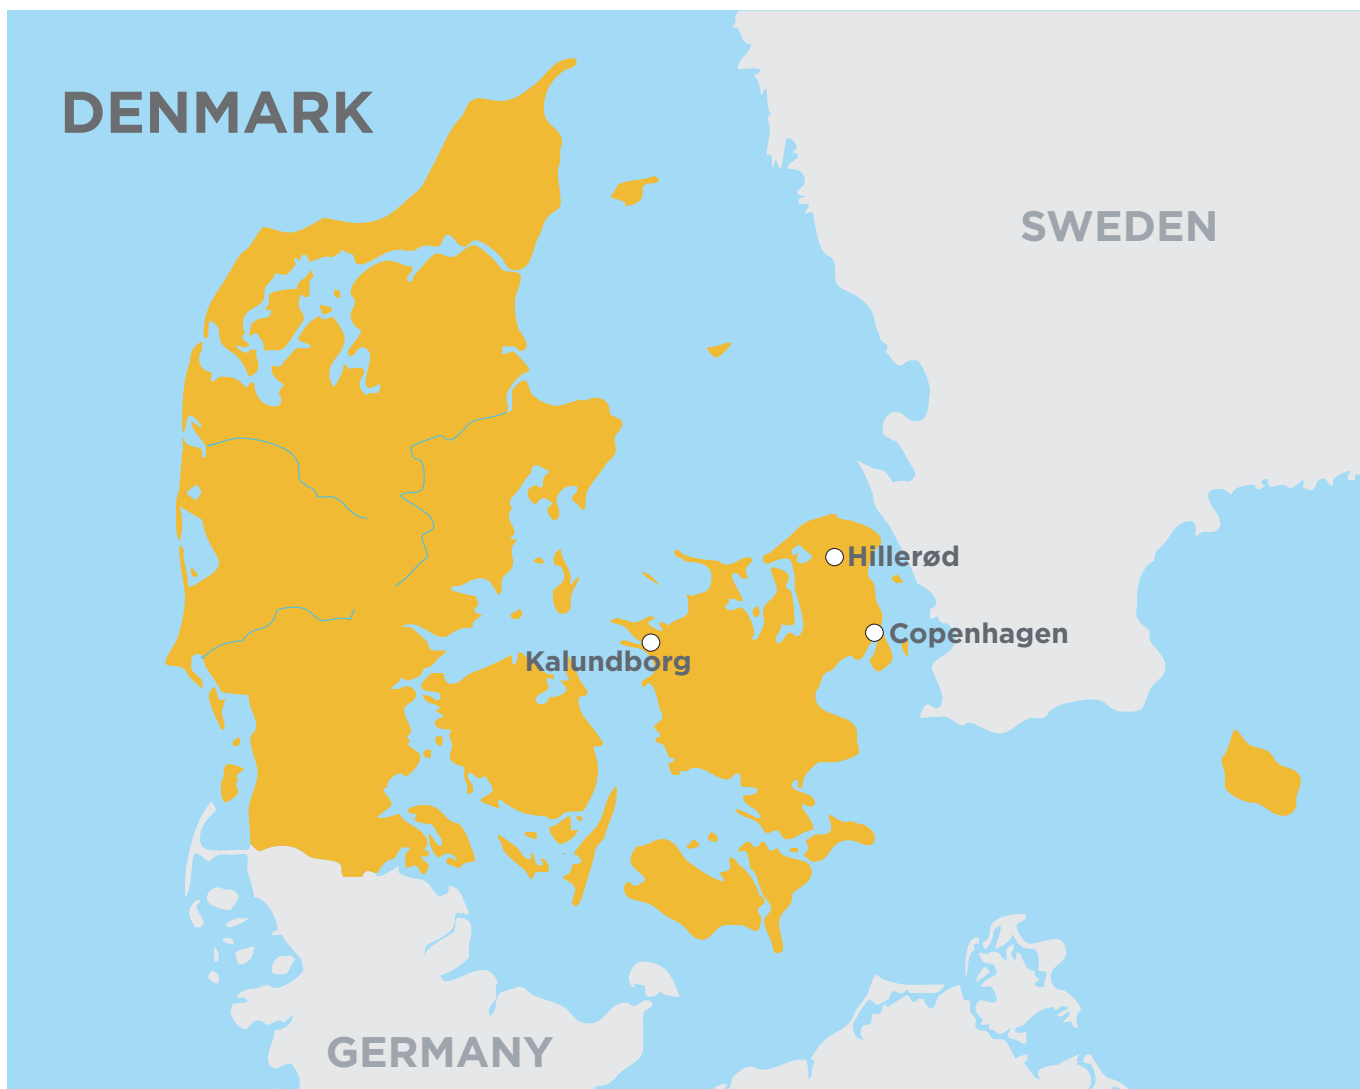 DENMARK
SWEDEN
Hillerød
Copenhagen
Kalundborg
GERMANY